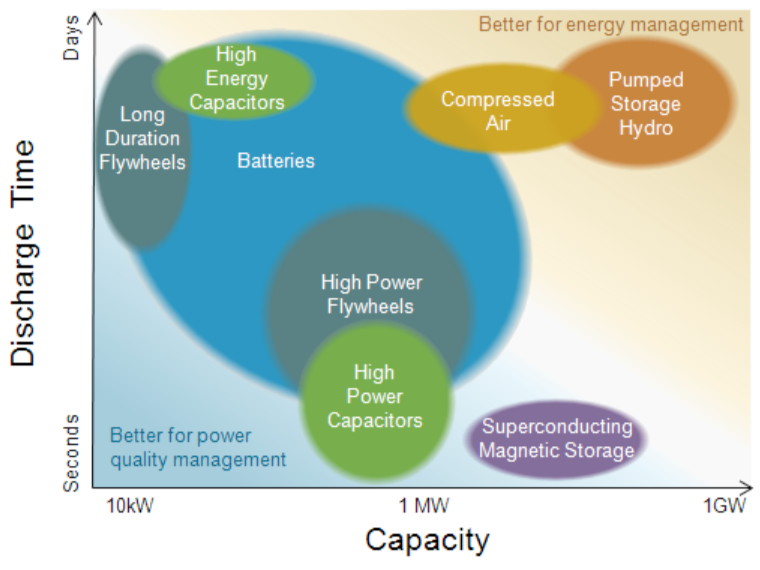 Better for energy management
Days
High
Energy
Capacitors
Long
Duration
Flywheels
Batteries
Compressed
Air
Pumped
Storage
Hydro
Discharge Time
High Power
Flywheels
High
Power
Capacitors
Superconducting
Magnetic Storage
Better for power
quality management
Seconds
10kW
1 MW
1GW
Capacity